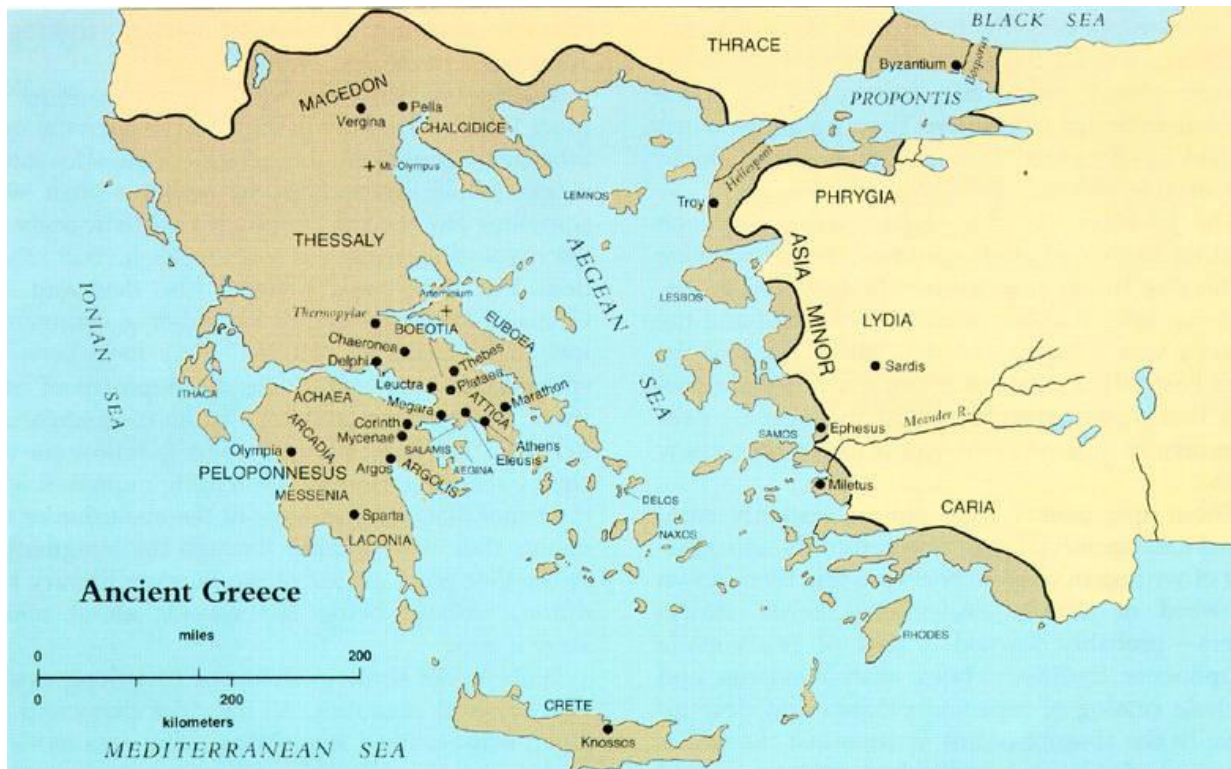 BLACK SEA
THRACE
Byzantium
Bosporus
PROPONTIS
MACEDON
Pella
Vergina
CHALCIDICE
Mt. Olympus
Hellespont
LEMNOS
Troy
PHRYGIA
THESSALY
AEGEAN
SEA
ASIA
MINOR
IONIAN
SEA
Artemisium
LESBOS
Thermopylae
BOEOTIA
EUBOEA
LYDIA
Chaeronea
Delphi
Thebes
Sardis
Leuctra
Plataea
ITHACA
ACHAEA
Megara
ATTICA
Marathon
Meander R.
ARCADIA
Corinth
Mycenae
SALAMIS
Athens
Eleusis
SAMOS
Ephesus
Olympia
Argos
ARGOLIS
AEGINA
PELOPONNESUS
MESSENIA
Miletus
DELOS
Sparta
CARIA
LACONIA
NAXOS
Ancient Greece
miles
0 200
0 200
kilometers
RHODES
CRETE
Knossos
MEDITERRANEAN SEA